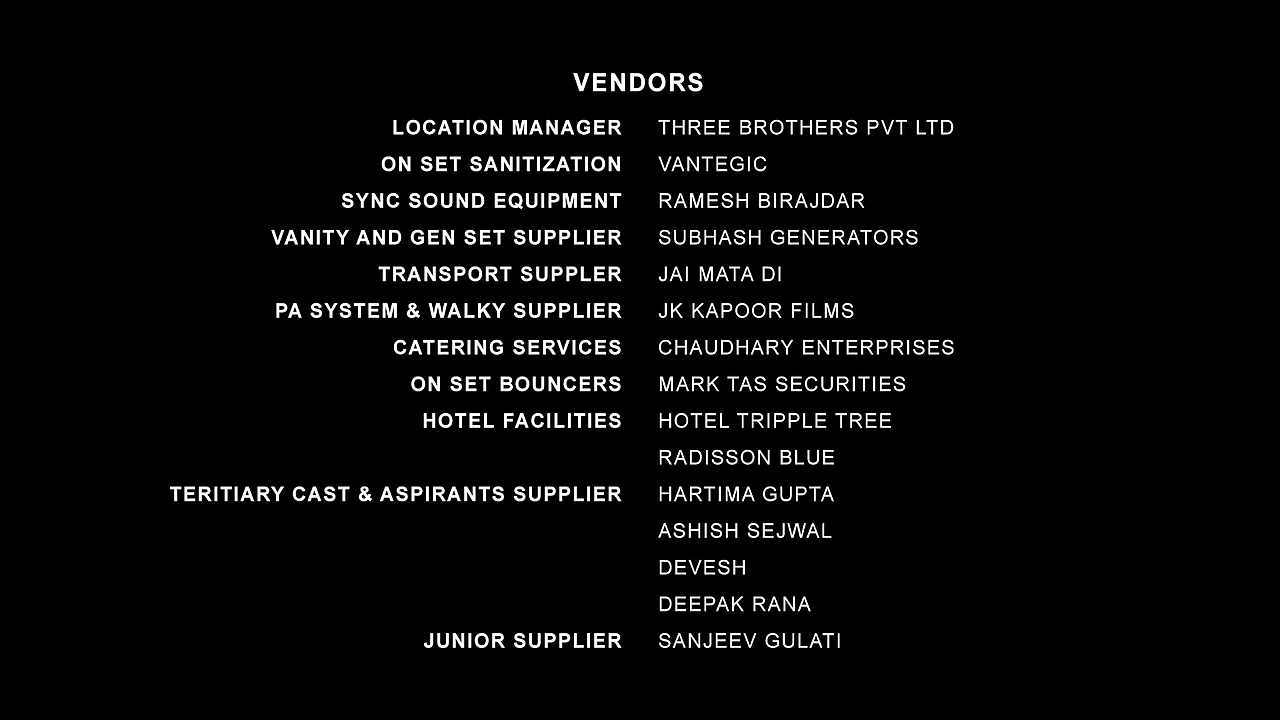 VENDORS
LOCATION MANAGER THREE BROTHERS PVT LTD
ON SET SANITIZATION VANTEGIC
SYNC SOUND EQUIPMENT RAMESH BIRAJDAR
VANITY AND GEN SET SUPPLIER SUBHASH GENERATORS
TRANSPORT SUPPLER JAI MATA DI
PA SYSTEM & WALKY SUPPLIER JK KAPOOR FILMS
CATERING SERVICES CHAUDHARY ENTERPRISES
ON SET BOUNCERS MARK TAS SECURITIES
HOTEL FACILITIES HOTEL TRIPPLE TREE
RADISSON BLUE
TERITIARY CAST & ASPIRANTS SUPPLIER HARTIMA GUPTA
ASHISH SEJWAL
DEVESH
DEEPAK RANA
JUNIOR SUPPLIER SANJEEV GULATI